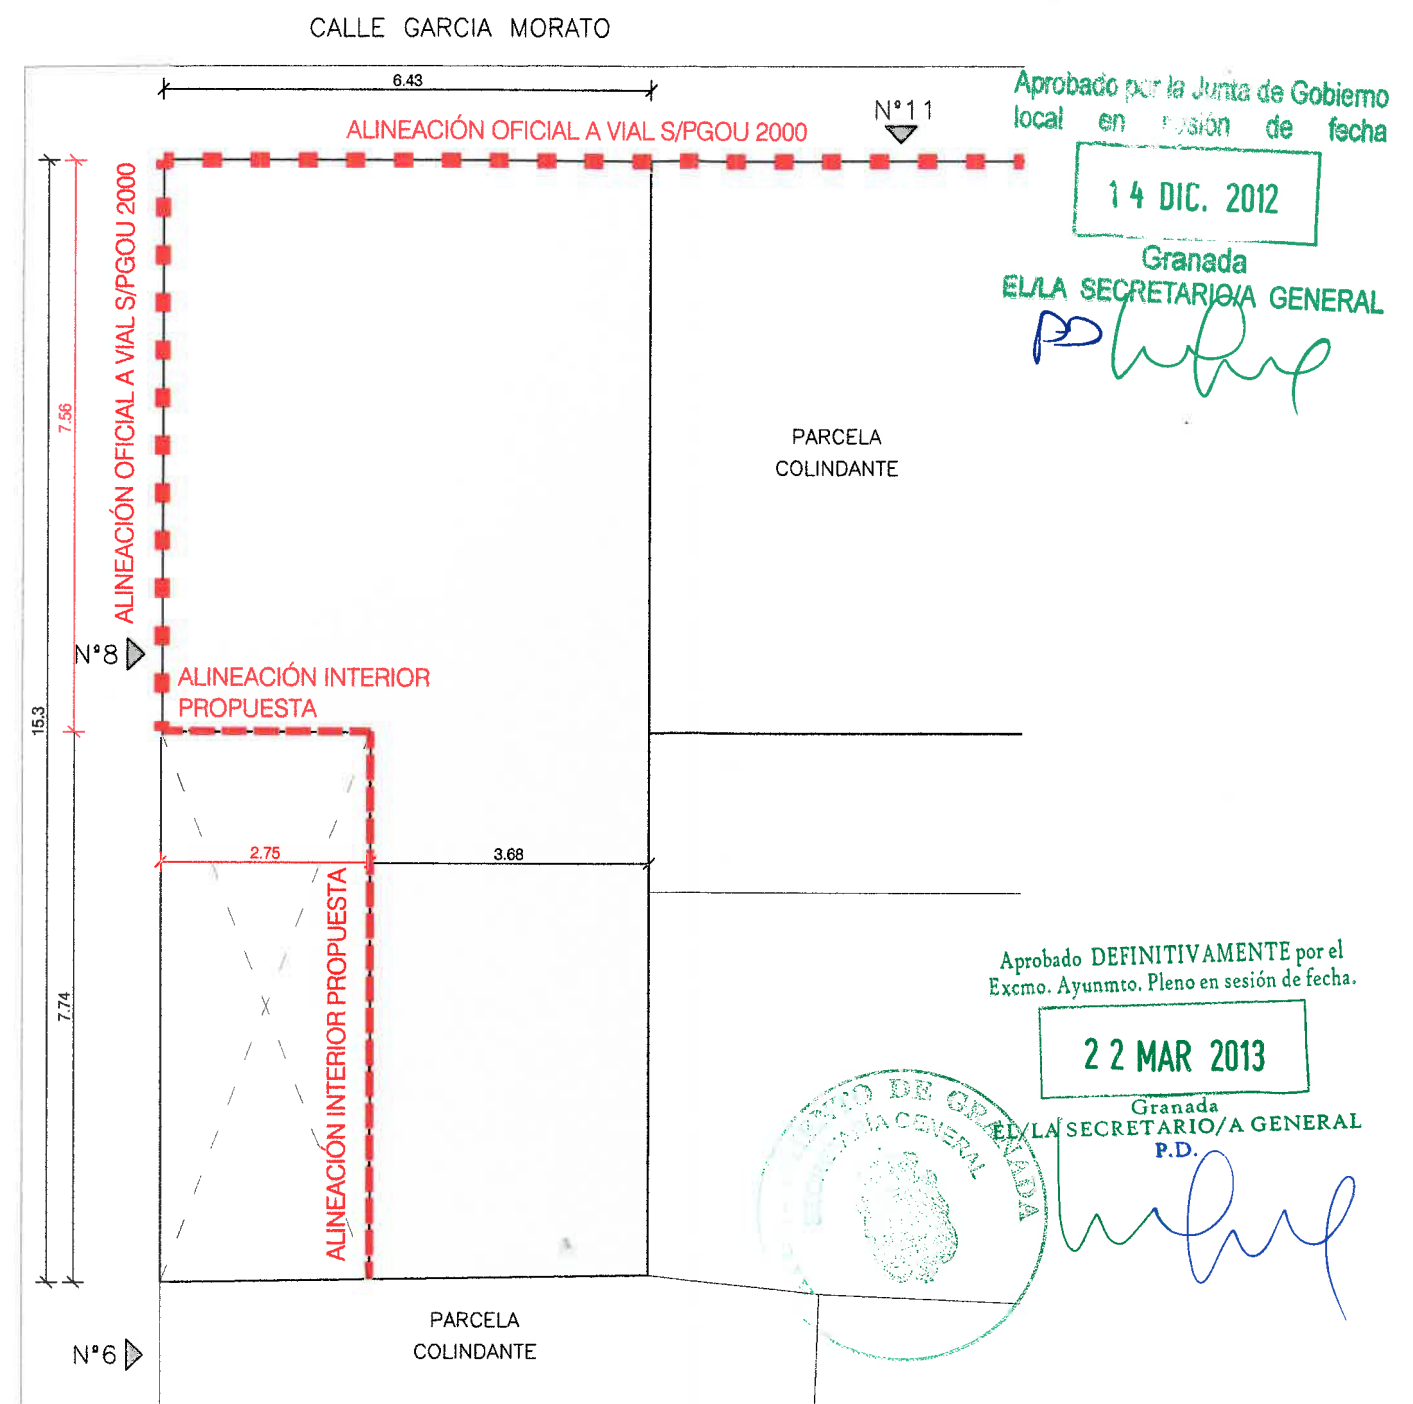 CALLE GARCIA MORATO
6.43
Nº11
ALINEACIÓN OFICIAL A VIAL S/PGOU 2000
Aprobado por la Junta de Gobierno
local en sesión de fecha
14 DIC. 2012
Granada
EL/LA SECRETARIO/A GENERAL
PD
ALINEACIÓN OFICIAL A VIAL S/PGOU 2000
7.56
15.3
PARCELA
COLINDANTE
Nº8
ALINEACIÓN INTERIOR
PROPUESTA
2.75
3.68
7.74
ALINEACIÓN INTERIOR PROPUESTA
Aprobado DEFINITIVAMENTE por el
Excmo. Ayunmto. Pleno en sesión de fecha.
22 MAR 2013
Granada
EL/LA SECRETARIO/A GENERAL
P.D.
DE GRANADA
GENERAL
PARCELA
COLINDANTE
Nº6